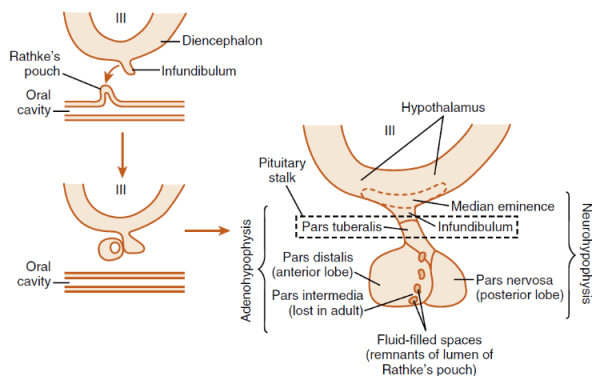 III
Diencephalon
Rathke's
pouch
Infundibulum
Oral
cavity
III
Oral
cavity
Hypothalamus
III
Pituitary
stalk
Median eminence
Pars tuberalis
Infundibulum
Adenohypophysis
Pars distalis
(anterior lobe)
Pars intermedia
(lost in adult)
Pars nervosa
(posterior lobe)
Neurohypophysis
Fluid-filled spaces
(remnants of lumen of
Rathke's pouch)